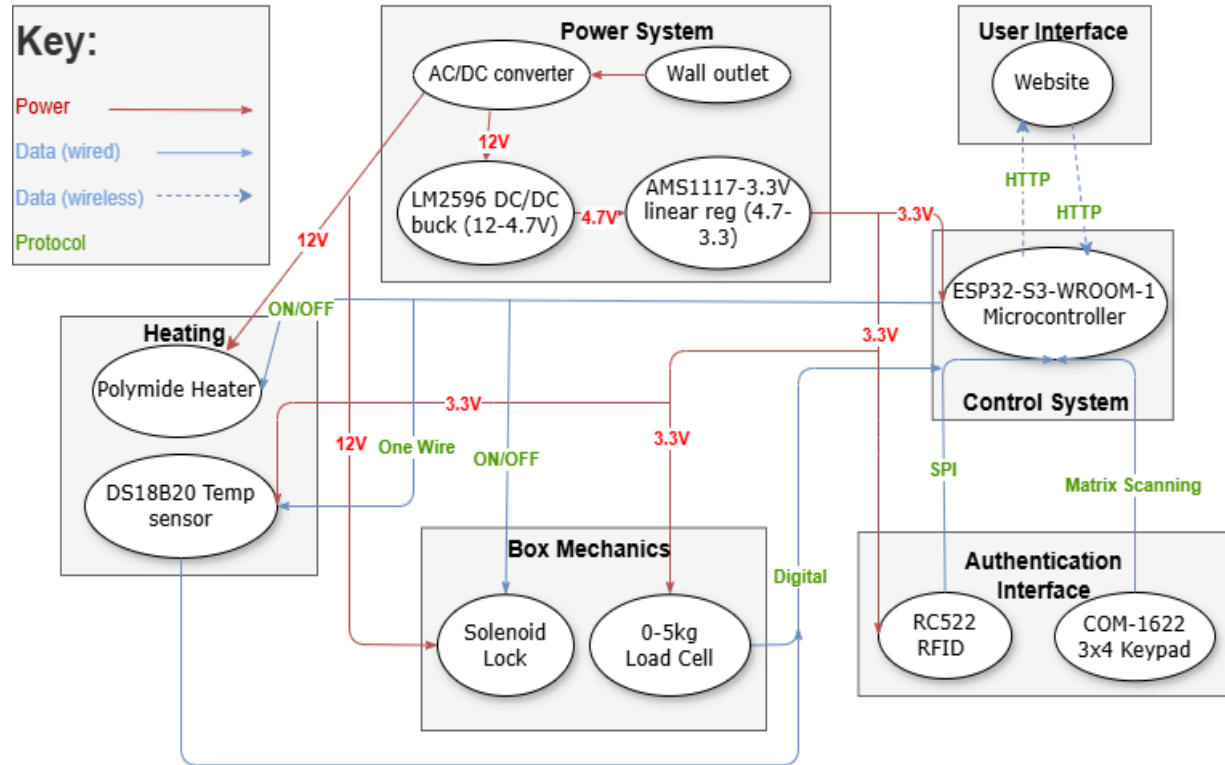 Key:
Power
Data (wired)
Data (wireless)
Protocol
Power System
AC/DC converter
Wall outlet
12V
LM2596 DC/DC
buck (12-4.7V)
4.7V
AMS1117-3.3V
linear reg (4.7-
3.3)
3.3V
12V
User Interface
Website
HTTP
HTTP
ESP32-S3-WROOM-1
Microcontroller
Control System
3.3V
ON/OFF
Heating
Polymide Heater
DS18B20 Temp
sensor
3.3V
One Wire
12V
ON/OFF
3.3V
Box Mechanics
Solenoid
Lock
0-5kg
Load Cell
Digital
SPI
Matrix Scanning
Authentication
Interface
RC522
RFID
COM-1622
3x4 Keypad